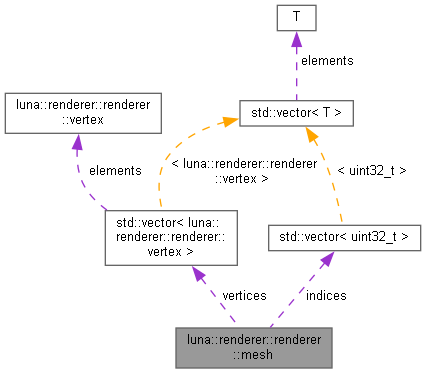 T
elements
luna::renderer::renderer
::vertex
std::vector< T >
elements
< luna::renderer::renderer
::vertex >
< uint32_t >
std::vector< luna::
renderer::renderer::
vertex >
std::vector< uint32_t >
vertices
indices
luna::renderer::renderer
::mesh